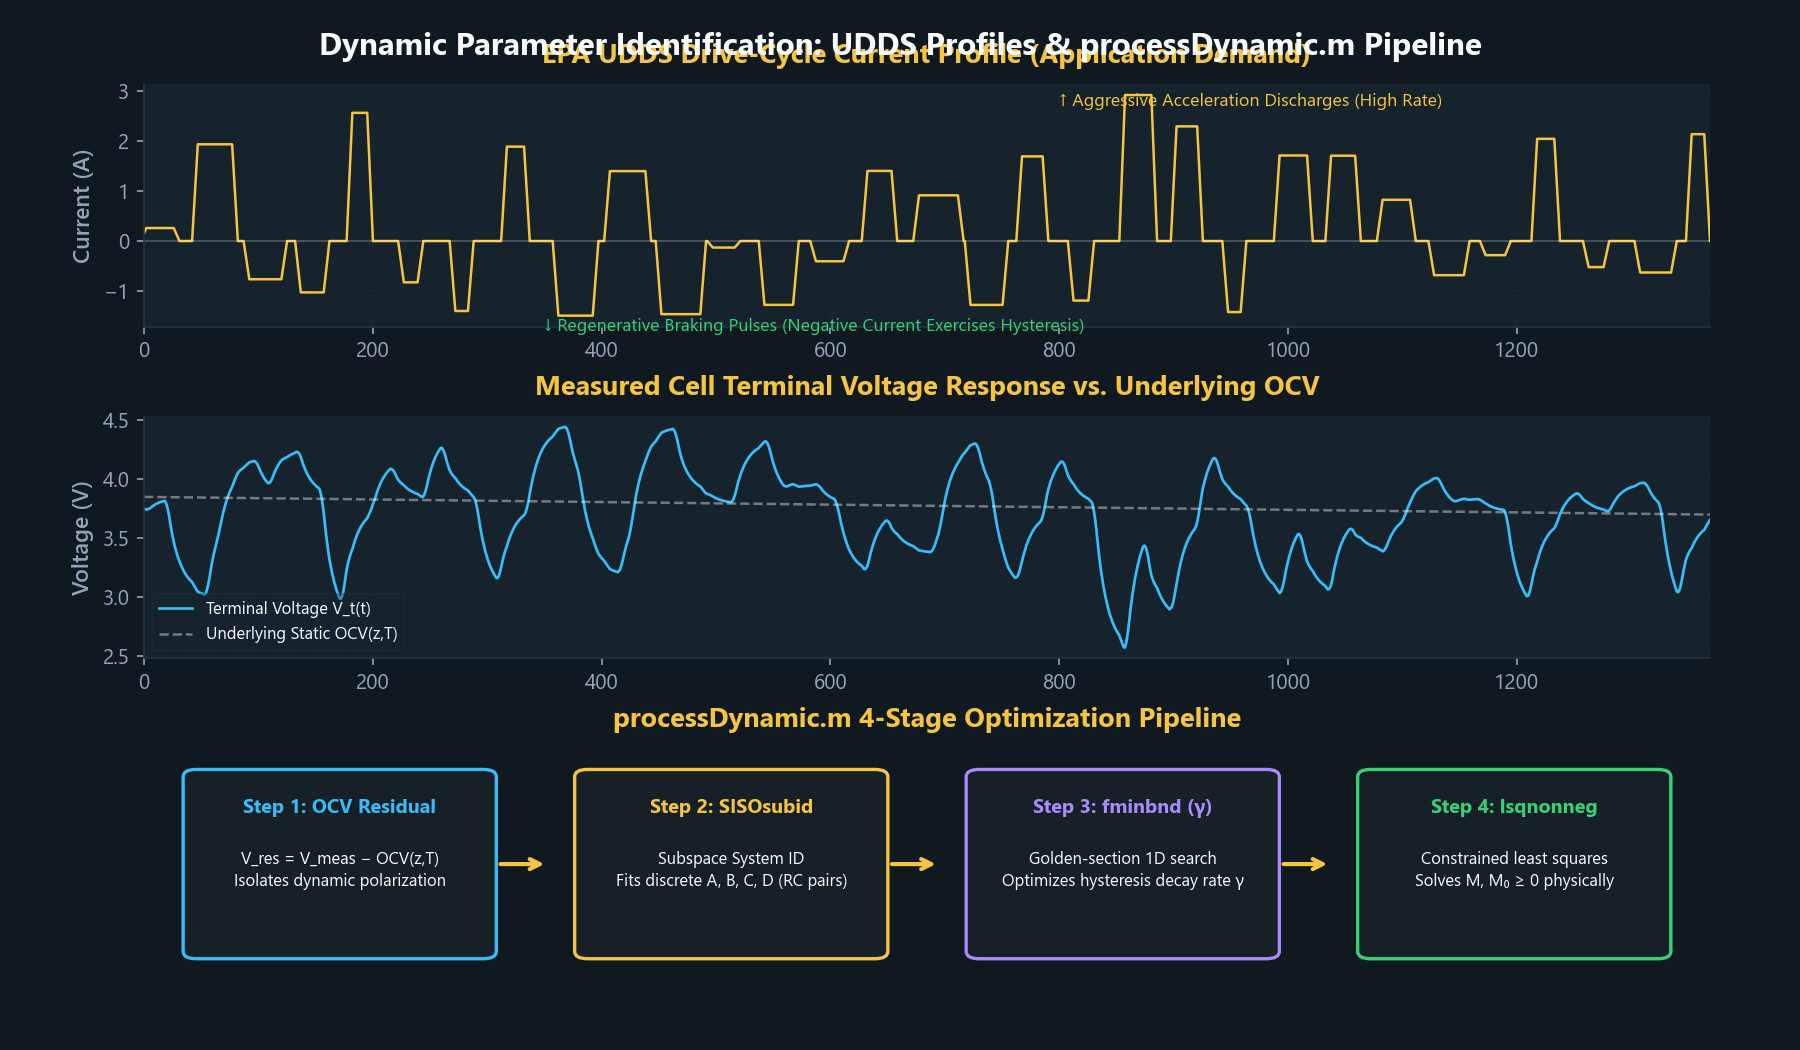 Dynamic Parameter Identification: UDDS Profiles & processDynamic.m Pipeline
EPA UDDS Drive-Cycle Current Profile (Application Demand)
Current (A)
3
2
1
0
−1
↑ Aggressive Acceleration Discharges (High Rate)
↓ Regenerative Braking Pulses (Negative Current Exercises Hysteresis)
0 200 400 600 800 1000 1200
Measured Cell Terminal Voltage Response vs. Underlying OCV
Voltage (V)
4.5
4.0
3.5
3.0
2.5
Terminal Voltage V_t(t)
Underlying Static OCV(z,T)
0 200 400 600 800 1000 1200
processDynamic.m 4-Stage Optimization Pipeline
Step 1: OCV Residual
V_res = V_meas − OCV(z,T)
Isolates dynamic polarization
Step 2: SISOsubid
Subspace System ID
Fits discrete A, B, C, D (RC pairs)
Step 3: fminbnd (γ)
Golden-section 1D search
Optimizes hysteresis decay rate γ
Step 4: lsqnonneg
Constrained least squares
Solves M, M₀ ≥ 0 physically